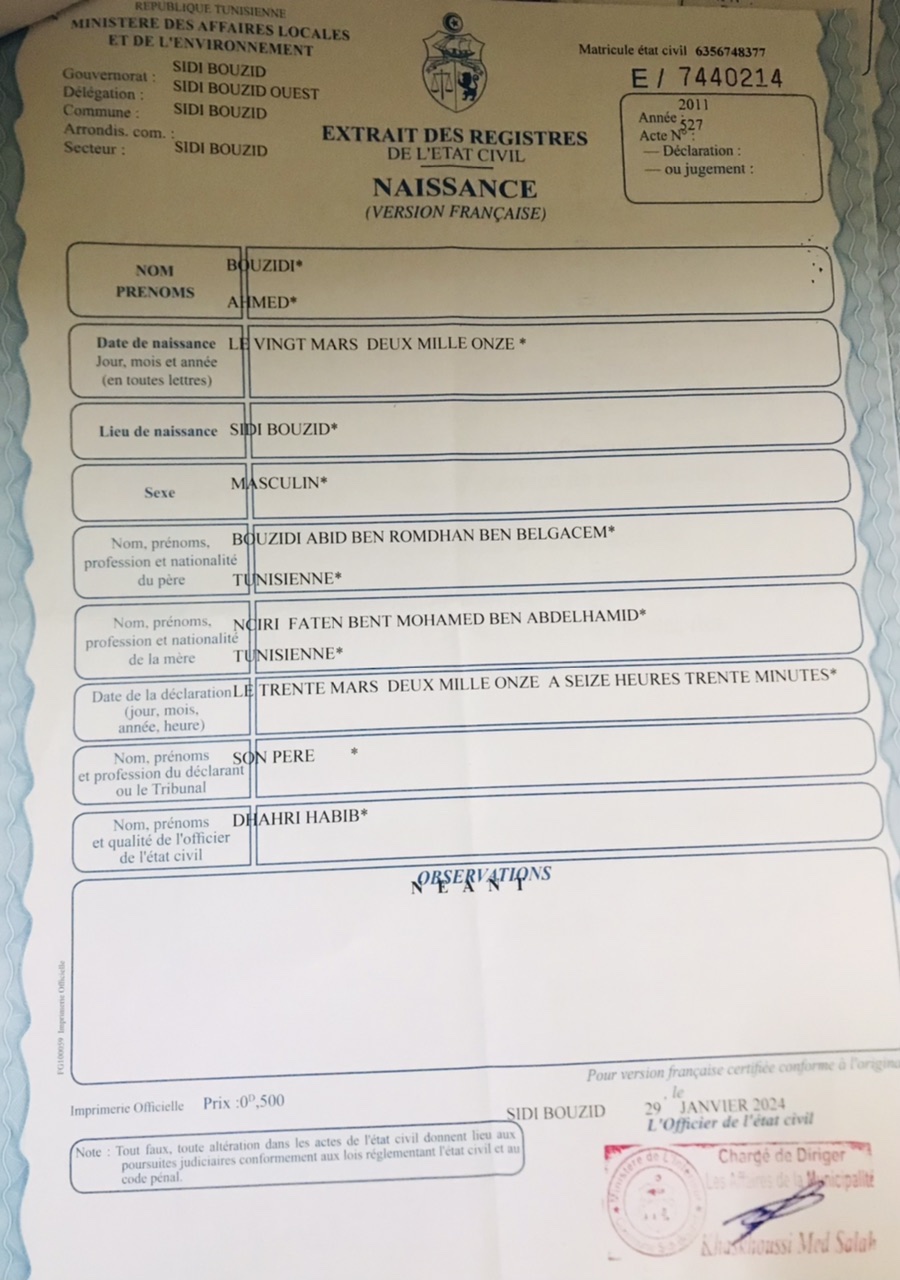 REPUBLIQUE TUNISIENNE
MINISTERE DES AFFAIRES LOCALES
ET DE L'ENVIRONNEMENT
Gouvernorat : SIDI BOUZID
Délégation : SIDI BOUZID OUEST
Commune : SIDI BOUZID
Arrondis. com. :
Secteur : SIDI BOUZID
EXTRAIT DES REGISTRES
DE L'ETAT CIVIL
NAISSANCE
(VERSION FRANÇAISE)
Matricule état civil 6356748377
E / 7440214
2011
Année :
527
Acte N° :
— Déclaration :
— ou jugement :
NOM BOUZIDI*
PRENOMS AHMED*
Date de naissance LE VINGT MARS DEUX MILLE ONZE *
Jour, mois et année
(en toutes lettres)
Lieu de naissance SIDI BOUZID*
Sexe MASCULIN*
Nom, prénoms, BOUZIDI ABID BEN ROMDHAN BEN BELGACEM*
profession et nationalité
du père TUNISIENNE*
Nom, prénoms, NCIRI FATEN BENT MOHAMED BEN ABDELHAMID*
profession et nationalité
de la mère TUNISIENNE*
Date de la déclaration LE TRENTE MARS DEUX MILLE ONZE A SEIZE HEURES TRENTE MINUTES*
(jour, mois,
année, heure)
Nom, prénoms SON PERE *
et profession du déclarant
ou le Tribunal
Nom, prénoms DHAHRI HABIB*
et qualité de l'officier
de l'état civil
OBSERVATIONS
N E A N T
FG100059 Imprimerie Officielle
Pour version française certifiée conforme à l'origina
Imprimerie Officielle Prix :0ᴰ,500
le
SIDI BOUZID 29 JANVIER 2024
L'Officier de l'état civil
Note : Tout faux, toute altération dans les actes de l'état civil donnent lieu aux
poursuites judiciaires conformement aux lois réglementant l'état civil et au
code pénal.
Chargé de Diriger
Les Affaires de la Municipalité
Khaskhoussi Med Salah
Ministère de L'Inte